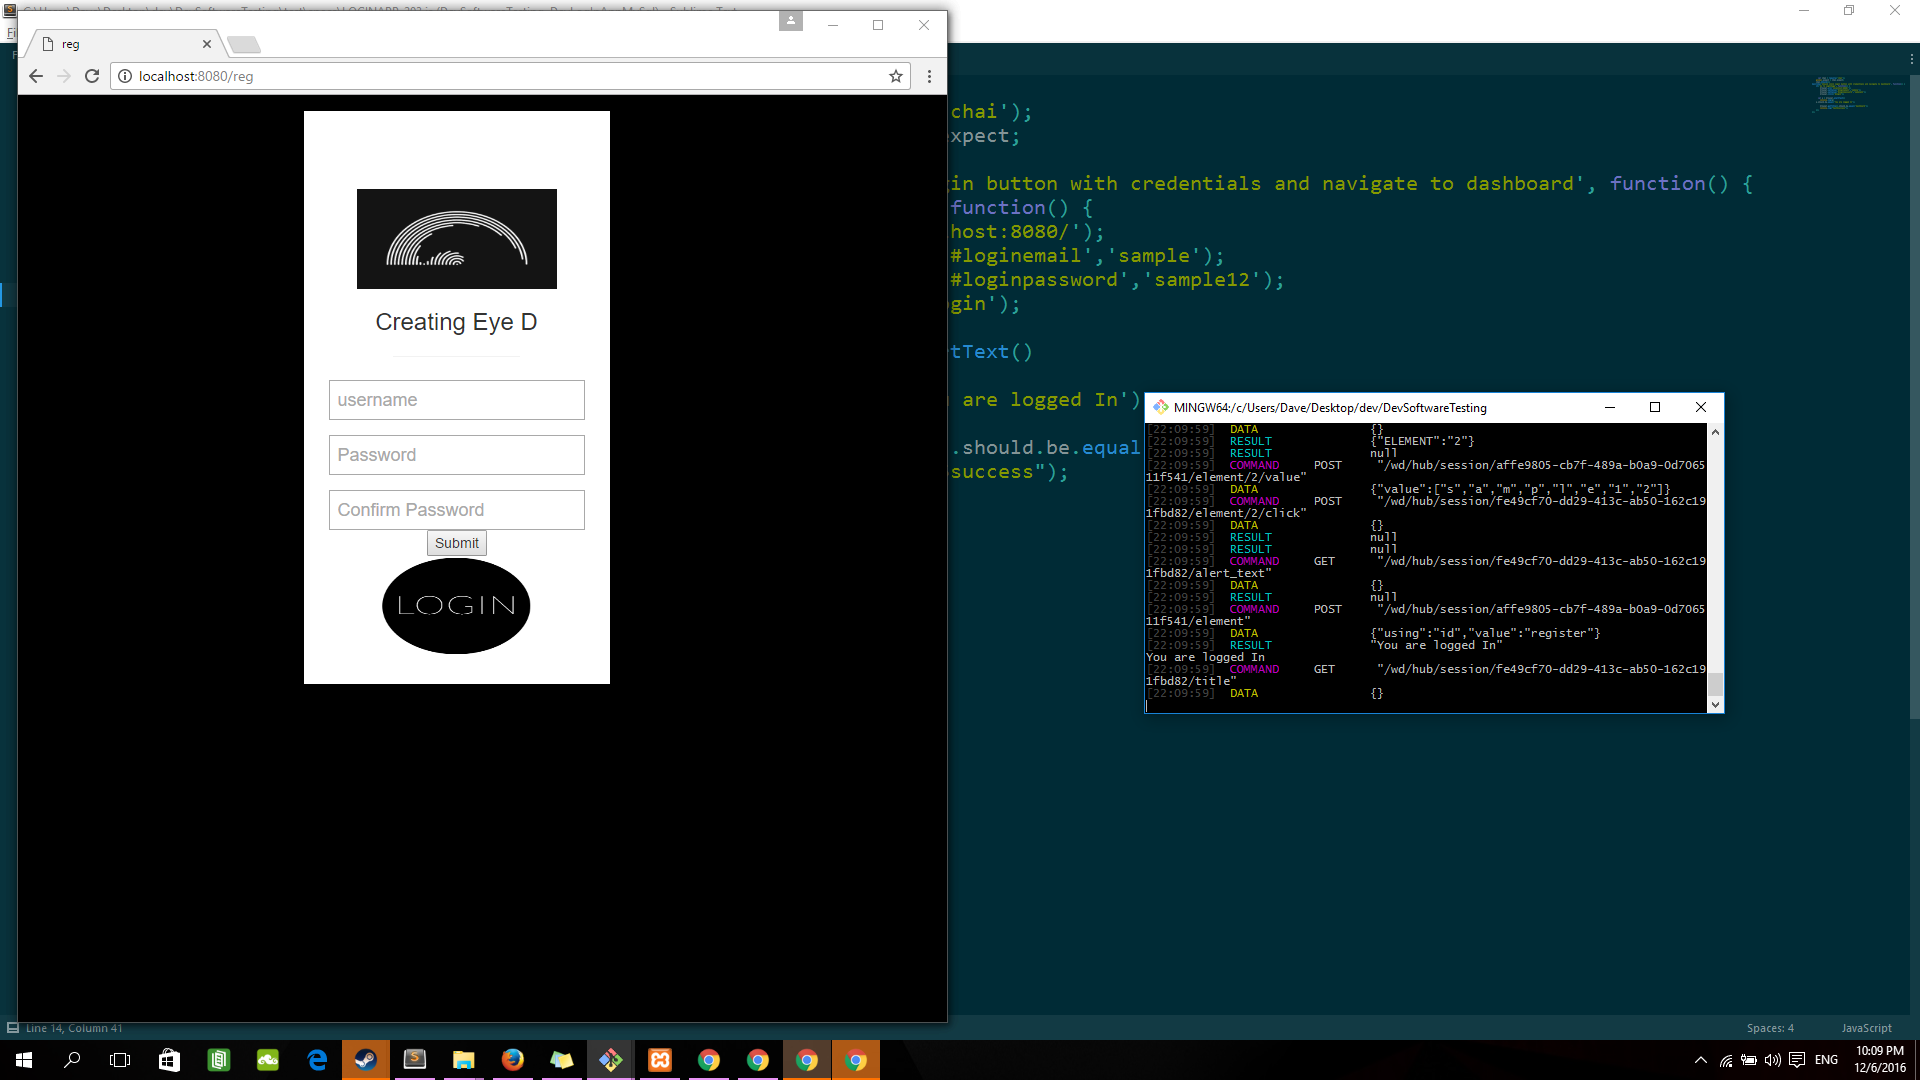 reg
localhost:8080/reg
Creating Eye D
username
Password
Confirm Password
Submit
LOGIN
chai');
xpect;
gin button with credentials and navigate to dashboard', function() {
function() {
host:8080/');
#loginemail','sample');
#loginpassword','sample12');
gin');
tText()
are logged In')
.should.be.equal
success");
MINGW64:/c/Users/Dave/Desktop/dev/DevSoftwareTesting
[22:09:59] DATA {}
[22:09:59] RESULT {"ELEMENT":"2"}
[22:09:59] RESULT null
[22:09:59] COMMAND POST "/wd/hub/session/affe9805-cb7f-489a-b0a9-0d7065
11f541/element/2/value"
[22:09:59] DATA {"value":["s","a","m","p","l","e","1","2"]}
[22:09:59] COMMAND POST "/wd/hub/session/fe49cf70-dd29-413c-ab50-162c19
1fbd82/element/2/click"
[22:09:59] DATA {}
[22:09:59] RESULT null
[22:09:59] RESULT null
[22:09:59] COMMAND GET "/wd/hub/session/fe49cf70-dd29-413c-ab50-162c19
1fbd82/alert_text"
[22:09:59] DATA {}
[22:09:59] RESULT null
[22:09:59] COMMAND POST "/wd/hub/session/affe9805-cb7f-489a-b0a9-0d7065
11f541/element"
[22:09:59] DATA {"using":"id","value":"register"}
[22:09:59] RESULT "You are logged In"
You are logged In
[22:09:59] COMMAND GET "/wd/hub/session/fe49cf70-dd29-413c-ab50-162c19
1fbd82/title"
[22:09:59] DATA {}
Line 14, Column 41
Spaces: 4
JavaScript
ENG
10:09 PM
12/6/2016